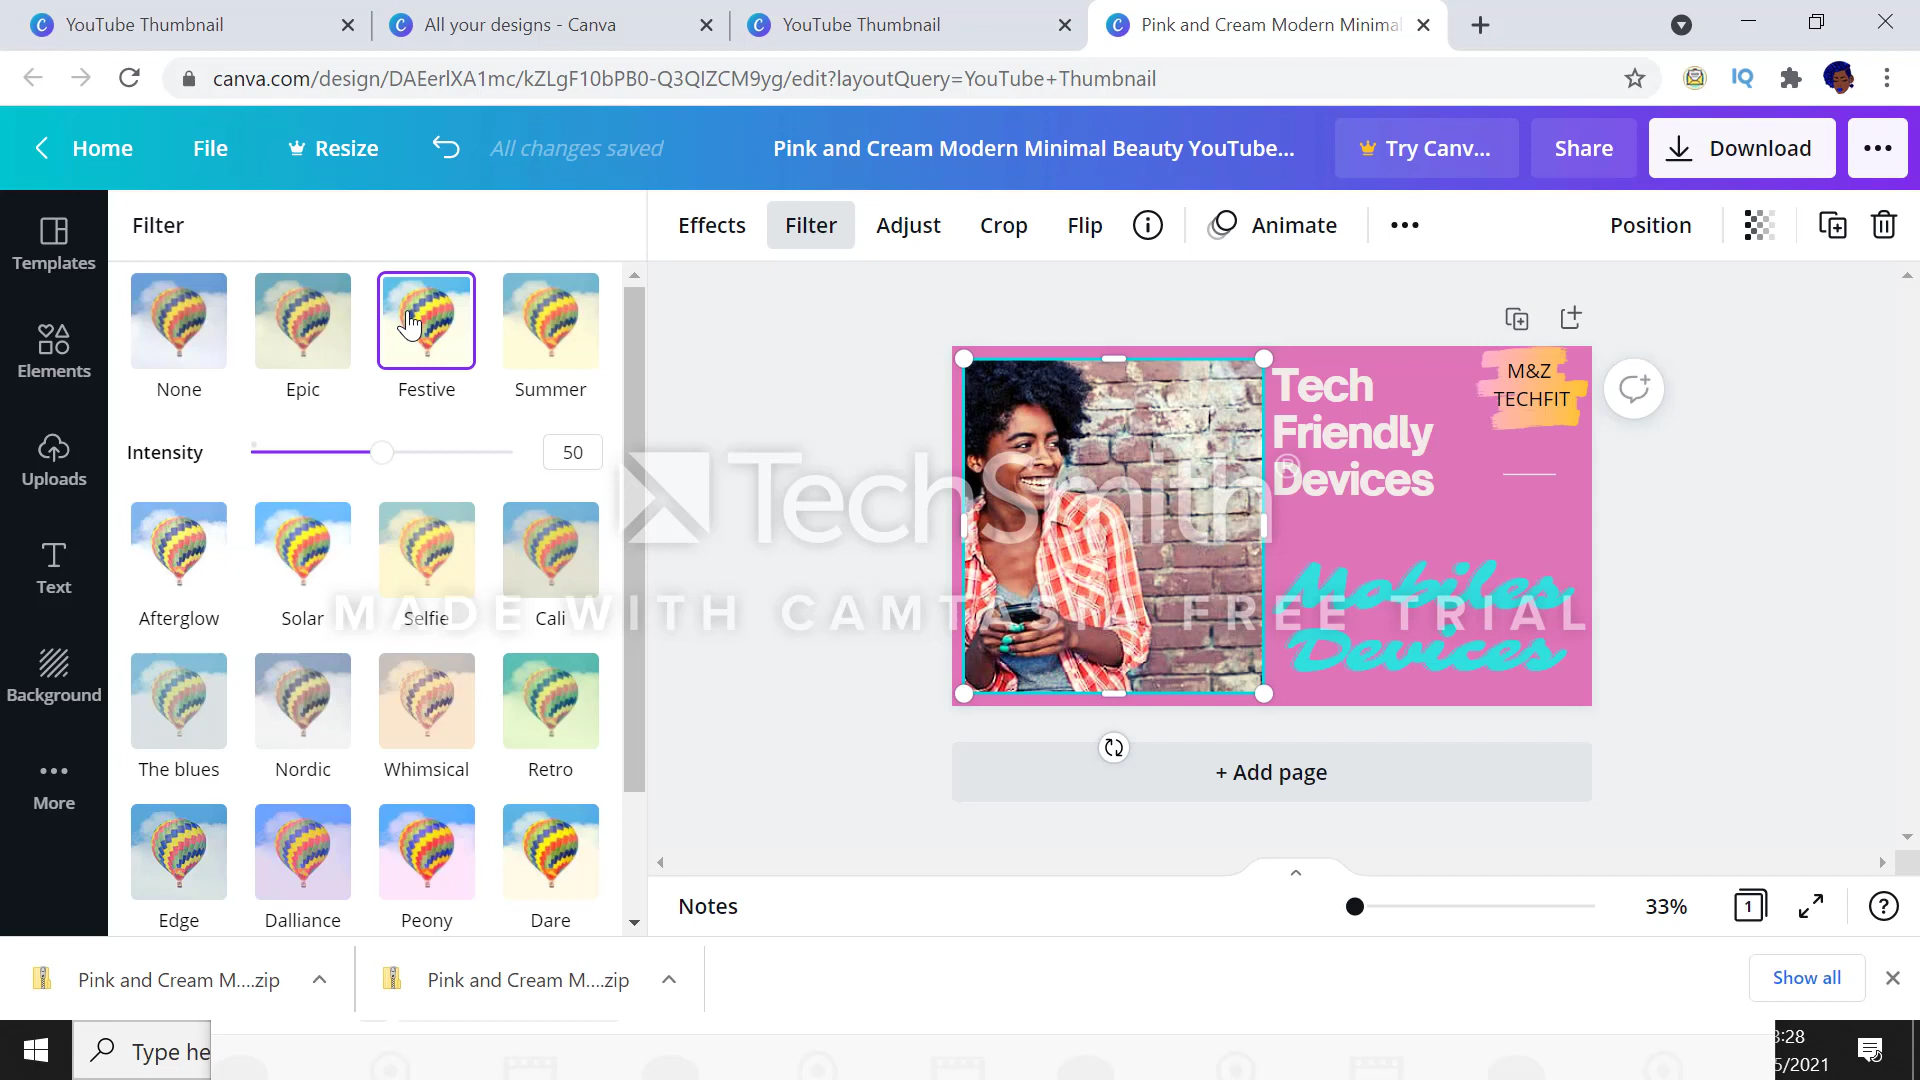 YouTube Thumbnail
All your designs - Canva
YouTube Thumbnail
Pink and Cream Modern Minimal
canva.com/design/DAEerlXA1mc/kZLgF10bPB0-Q3QIZCM9yg/edit?layoutQuery=YouTube+Thumbnail
IQ
Home
File
Resize
All changes saved
Pink and Cream Modern Minimal Beauty YouTube...
Try Canv...
Share
Download
Templates
Elements
Uploads
Text
Background
More
Filter
Effects
Filter
Adjust
Crop
Flip
Animate
Position
None
Epic
Festive
Summer
Intensity
50
Afterglow
Solar
Selfie
Cali
The blues
Nordic
Whimsical
Retro
Edge
Dalliance
Peony
Dare
Tech
Friendly
Devices
M&Z
TECHFIT
Mobiles
Devices
TechSmith®
MADE WITH CAMTASIA FREE TRIAL
+ Add page
Notes
33%
1
Pink and Cream M....zip
Pink and Cream M....zip
Show all
Type he
:28
5/2021